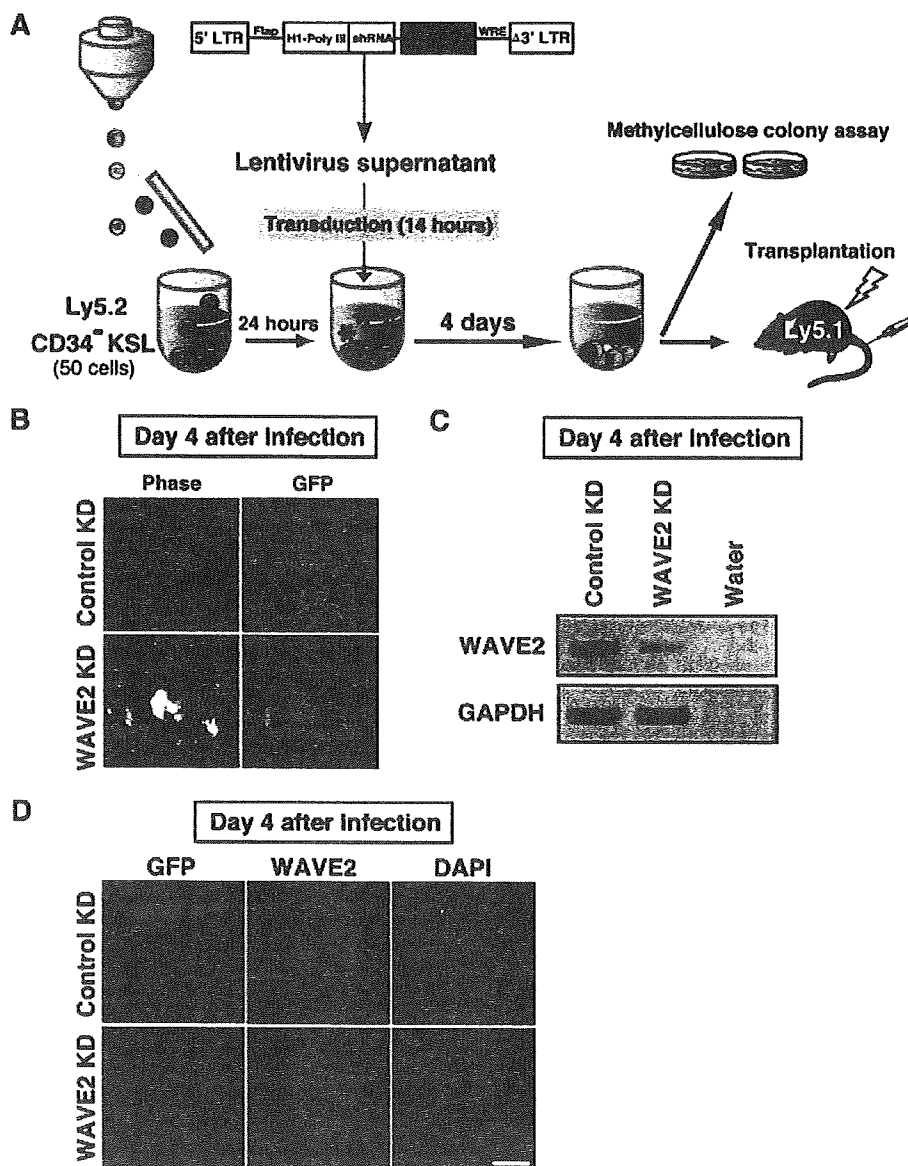 A
5' LTR
Flap
H1-Poly III
shRNA
WRE
Δ3' LTR
Methylcellulose colony assay
Lentivirus supernatant
Transduction (14 hours)
Transplantation
Ly5.2
CD34⁻ KSL
(50 cells)
24 hours
4 days
Ly5.1
B
Day 4 after Infection
Phase
GFP
Control KD
WAVE2 KD
C
Day 4 after Infection
Control KD
WAVE2 KD
Water
WAVE2
GAPDH
D
Day 4 after Infection
GFP
WAVE2
DAPI
Control KD
WAVE2 KD